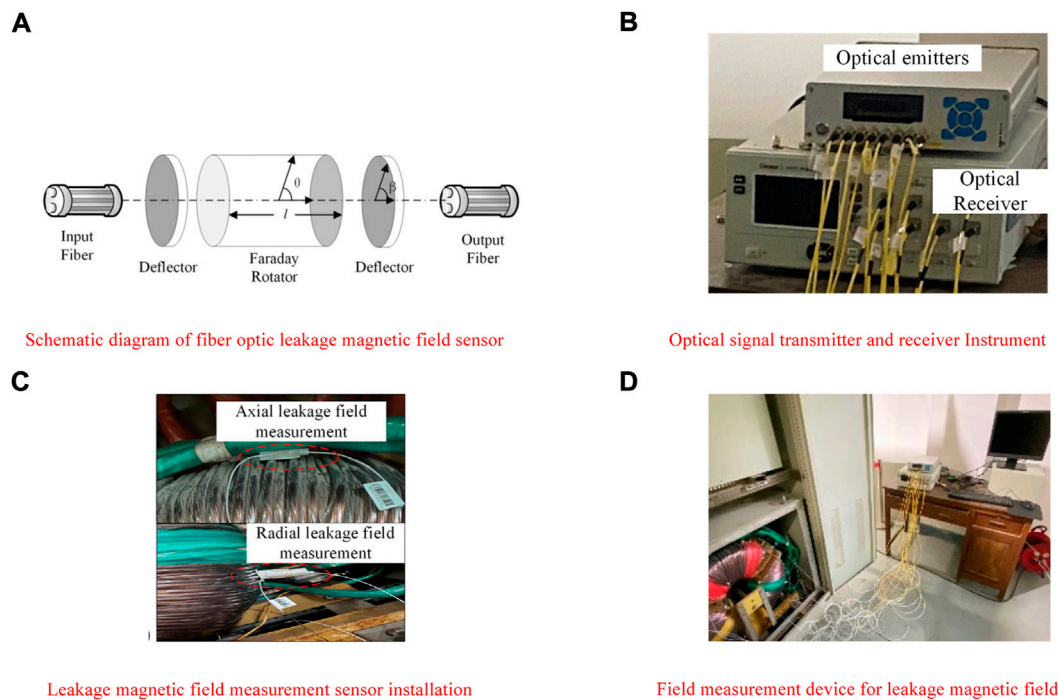 A
θ
β
l
Input
Fiber
Deflector
Faraday
Rotator
Deflector
Output
Fiber
Schematic diagram of fiber optic leakage magnetic field sensor
B
Optical emitters
Optical
Receiver
Optical signal transmitter and receiver Instrument
C
Axial leakage field
measurement
Radial leakage field
measurement
Leakage magnetic field measurement sensor installation
D
Field measurement device for leakage magnetic field